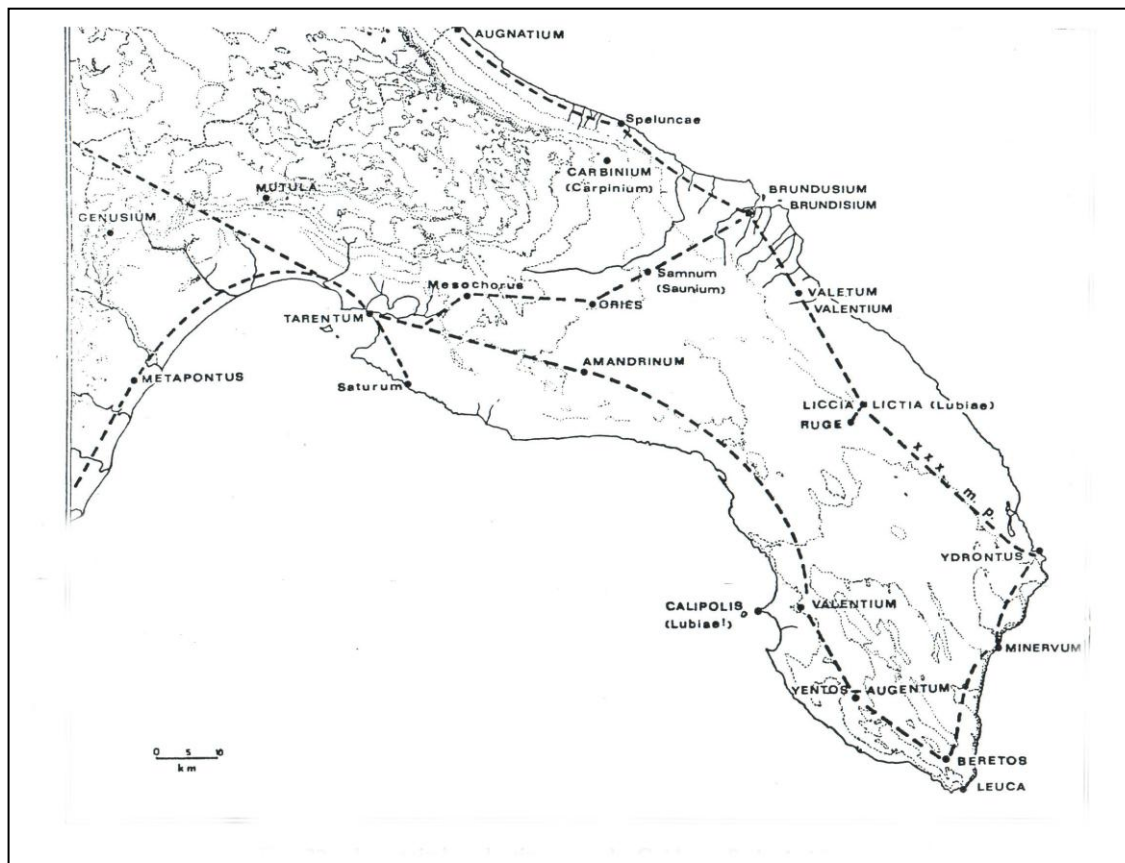 AUGNATIUM
Speluncae
CARBINIUM
(Carpinium)
MUTULA
BRUNDUSIUM
BRUNDISIUM
GENUSIUM
Samnum
(Saunium)
Mesochorus
ORIES
VALETUM
VALENTIUM
TARENTUM
AMANDRINUM
METAPONTUS
Saturum
LICCIA
LICTIA (Lubiae)
RUGE
x x x m. p.
YDRONTUS
CALIPOLIS
(Lubiae!)
VALENTIUM
MINERVUM
YENTOS
AUGENTUM
BERETOS
LEUCA
0 5 10
km